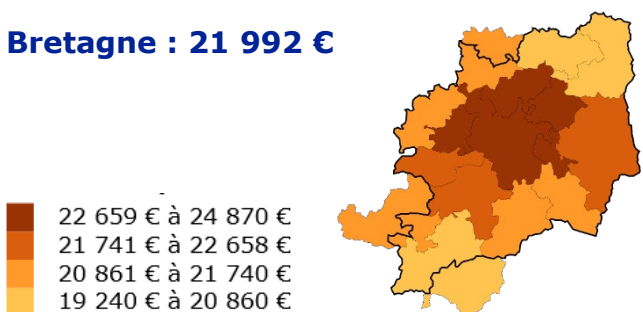 Bretagne : 21 992 €
22 659 € à 24 870 €
21 741 € à 22 658 €
20 861 € à 21 740 €
19 240 € à 20 860 €